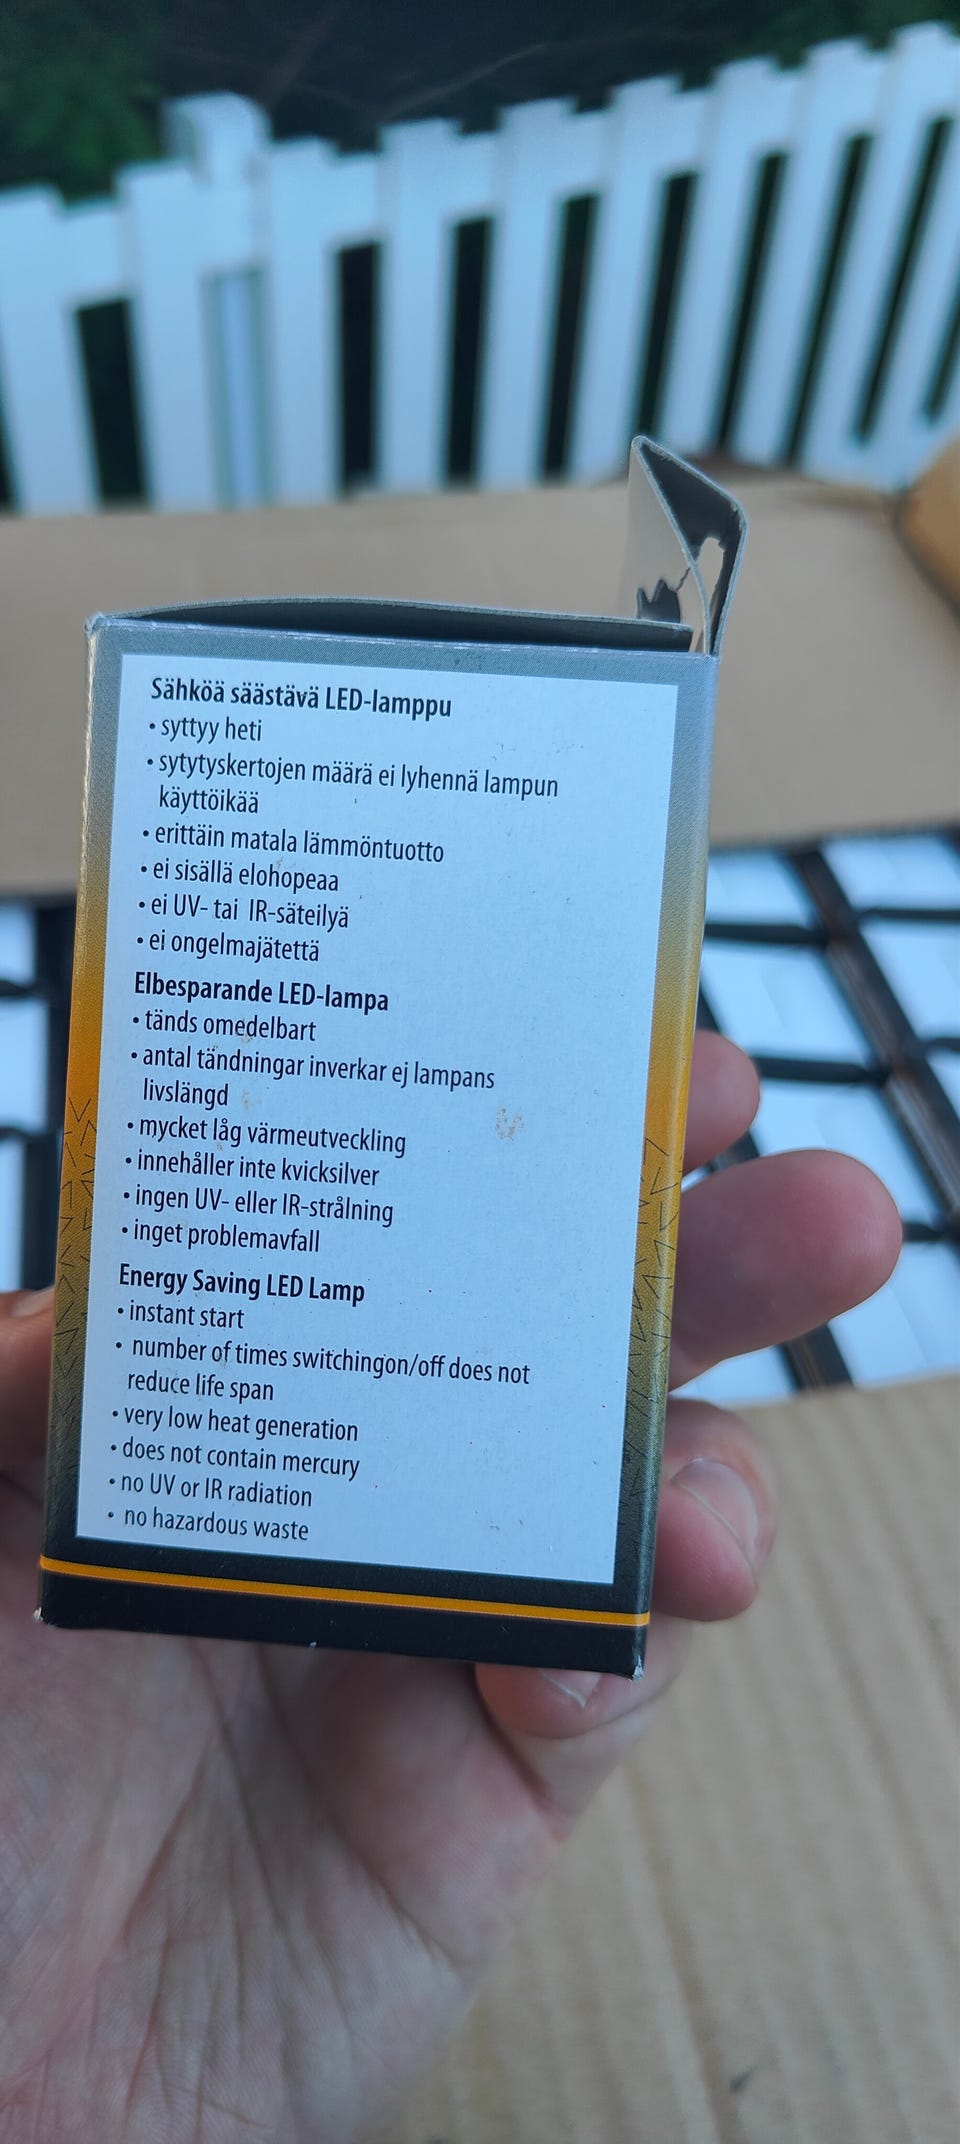 Sähköä säästävä LED-lamppu
• syttyy heti
• sytytyskertojen määrä ei lyhennä lampun
käyttöikää
• erittäin matala lämmöntuotto
• ei sisällä elohopeaa
• ei UV- tai IR-säteilyä
• ei ongelmajätettä
Elbesparande LED-lampa
• tänds omedelbart
• antal tändningar inverkar ej lampans
livslängd
• mycket låg värmeutveckling
• innehåller inte kvicksilver
• ingen UV- eller IR-strålning
• inget problemavfall
Energy Saving LED Lamp
• instant start
• number of times switchingon/off does not
reduce life span
• very low heat generation
• does not contain mercury
• no UV or IR radiation
• no hazardous waste